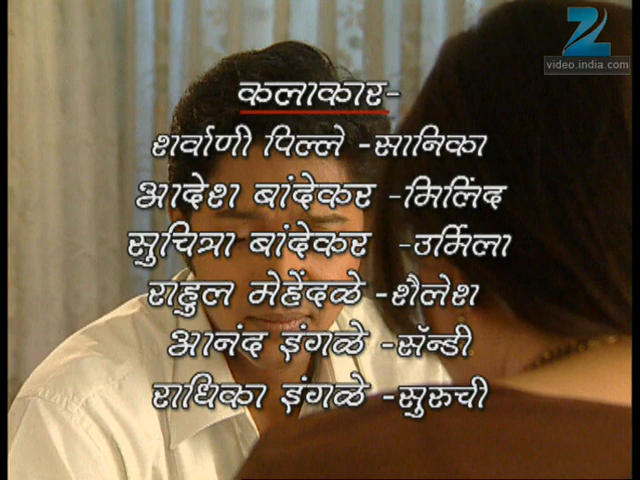 Z
video.india.com
कलाकार-
शर्वाणी पिल्ले -सानिका
आदेश बांदेकर -मिलिंद
सुचित्रा बांदेकर -उर्मिला
राहुल मेहेंदळे -शैलेश
आनंद इंगळे -सॅन्डी
राधिका इंगळे -सुरुची